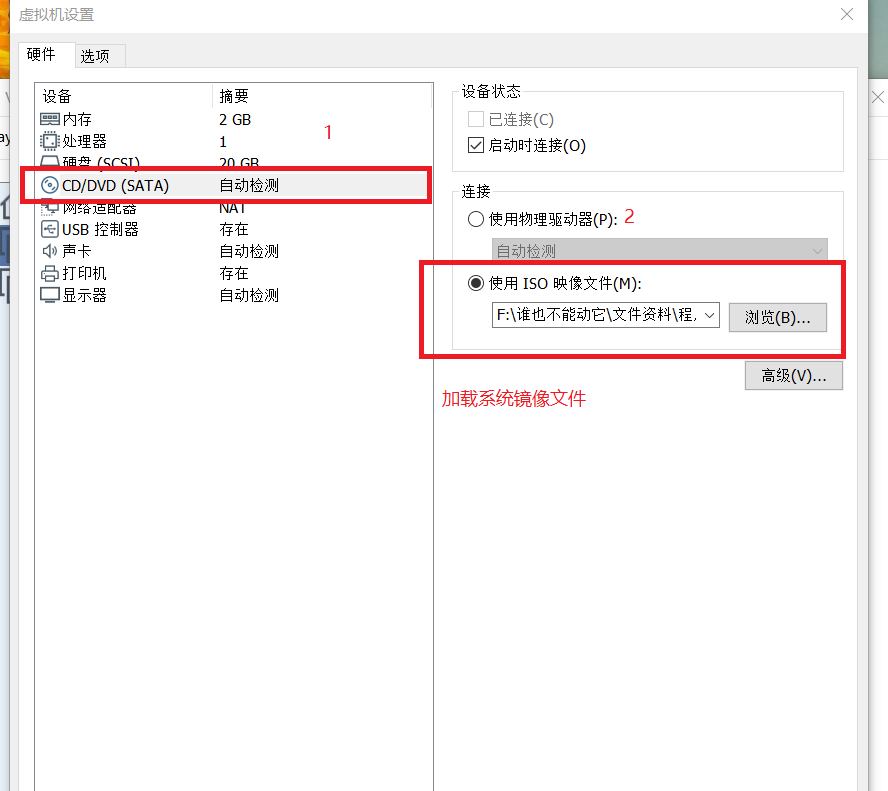 虚拟机设置
硬件
选项
设备 摘要
内存 2 GB
处理器 1
硬盘 (SCSI) 20 GB
CD/DVD (SATA) 自动检测
网络适配器 NAT
USB 控制器 存在
声卡 自动检测
打印机 存在
显示器 自动检测
1
设备状态
已连接(C)
启动时连接(O)
连接
使用物理驱动器(P): 2
自动检测
使用 ISO 映像文件(M):
F:\谁也不能动它\文件资料\程
浏览(B)...
高级(V)...
加载系统镜像文件